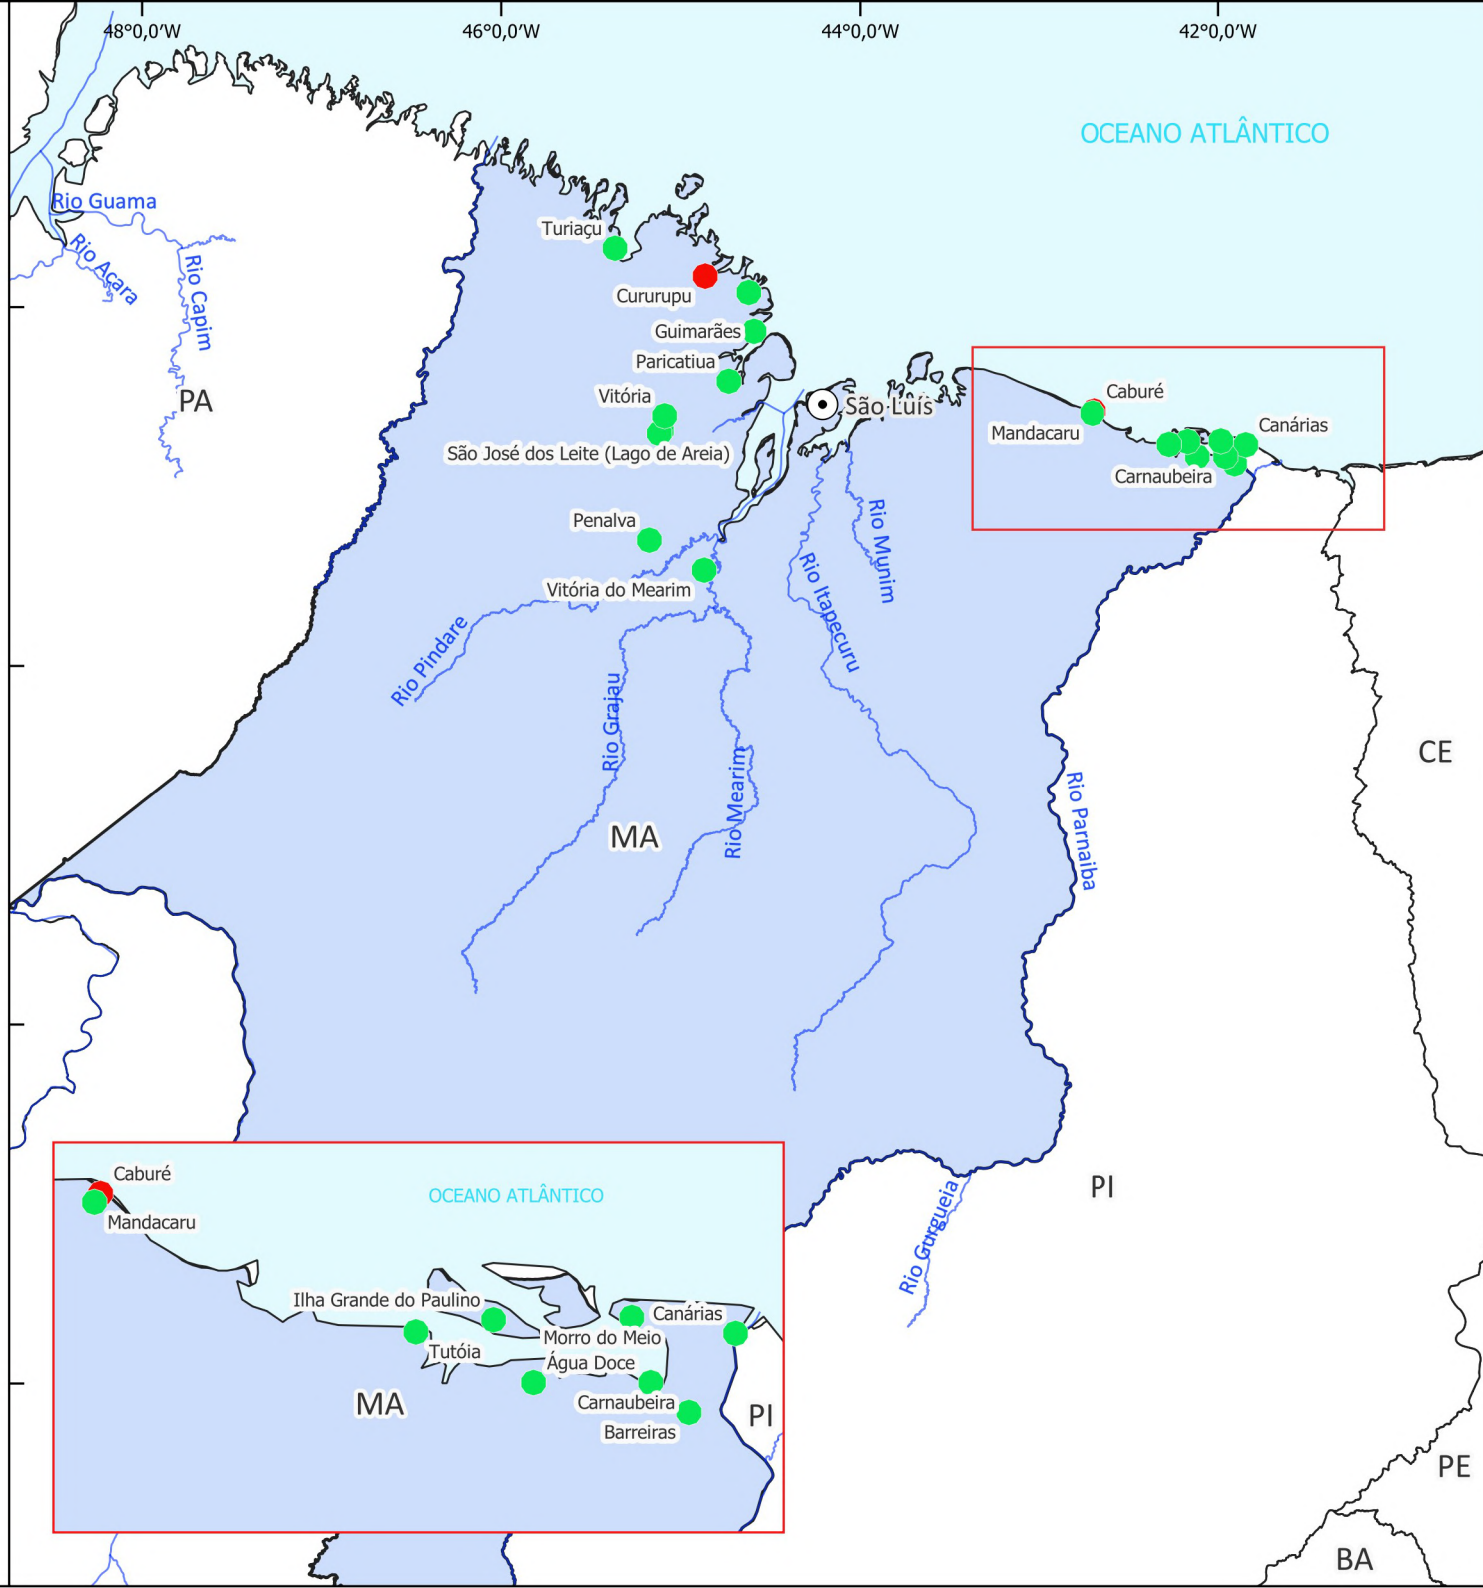 48°0,0'W
46°0,0'W
44°0,0'W
42°0,0'W
OCEANO ATLÂNTICO
Rio Guama
Rio Acara
Rio Capim
PA
Turiaçu
Cururupu
Guimarães
Paricatiua
Vitória
São Luís
São José dos Leite (Lago de Areia)
Caburé
Mandacaru
Canárias
Carnaubeira
Penalva
Vitória do Mearim
Rio Munim
Rio Itapecuru
Rio Pindare
Rio Grajau
Rio Mearim
MA
Rio Parnaiba
CE
PI
Rio Gurgueia
PE
BA
Caburé
Mandacaru
OCEANO ATLÂNTICO
Ilha Grande do Paulino
Canárias
Morro do Meio
Tutóia
Água Doce
MA
Carnaubeira
PI
Barreiras